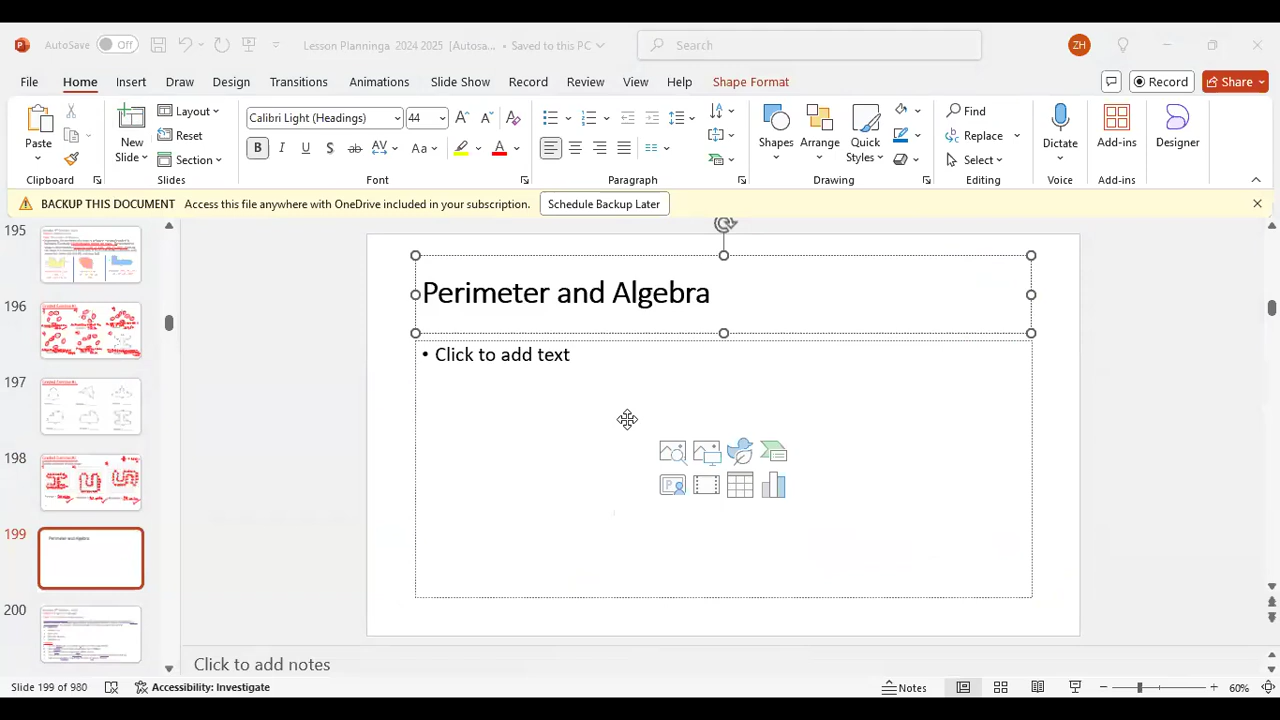 AutoSave Off Lesson Planninga 2024 2025 [Autosa... • Saved to this PC Search ZH
File Home Insert Draw Design Transitions Animations Slide Show Record Review View Help Shape Format Record Share
Paste New Slide Layout Reset Section Calibri Light (Headings) 44 Shapes Arrange Quick Styles Find Replace Select Dictate Add-ins Designer
Clipboard Slides Font Paragraph Drawing Editing Voice Add-ins
BACKUP THIS DOCUMENT Access this file anywhere with OneDrive included in your subscription. Schedule Backup Later
195
196
197
198
199
200
Perimeter and Algebra
• Click to add text
Click to add notes
Slide 199 of 980 Accessibility: Investigate Notes 60%